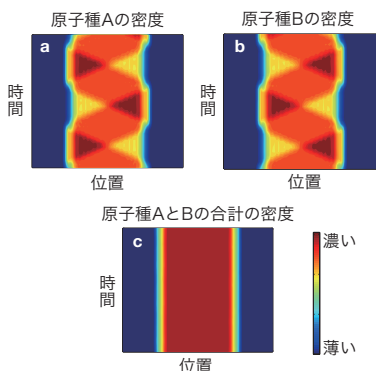 原子種Aの密度
a
時間
位置
原子種Bの密度
b
時間
位置
原子種AとBの合計の密度
c
時間
位置
濃い
薄い